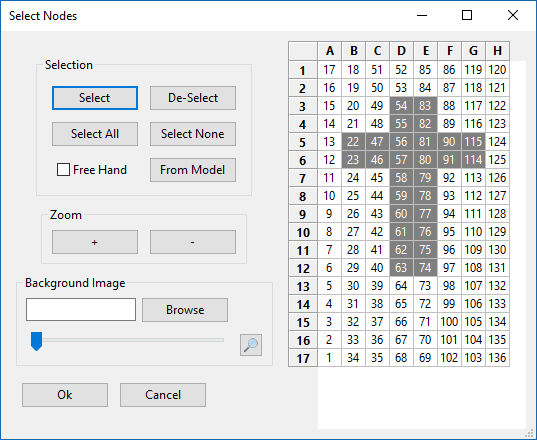 Select Nodes
Selection
Select De-Select
Select All Select None
Free Hand From Model
Zoom
+ -
Background Image
Browse
Ok Cancel
A B C D E F G H
1 17 18 51 52 85 86 119 120
2 16 19 50 53 84 87 118 121
3 15 20 49 54 83 88 117 122
4 14 21 48 55 82 89 116 123
5 13 22 47 56 81 90 115 124
6 12 23 46 57 80 91 114 125
7 11 24 45 58 79 92 113 126
8 10 25 44 59 78 93 112 127
9 9 26 43 60 77 94 111 128
10 8 27 42 61 76 95 110 129
11 7 28 41 62 75 96 109 130
12 6 29 40 63 74 97 108 131
13 5 30 39 64 73 98 107 132
14 4 31 38 65 72 99 106 133
15 3 32 37 66 71 100 105 134
16 2 33 36 67 70 101 104 135
17 1 34 35 68 69 102 103 136